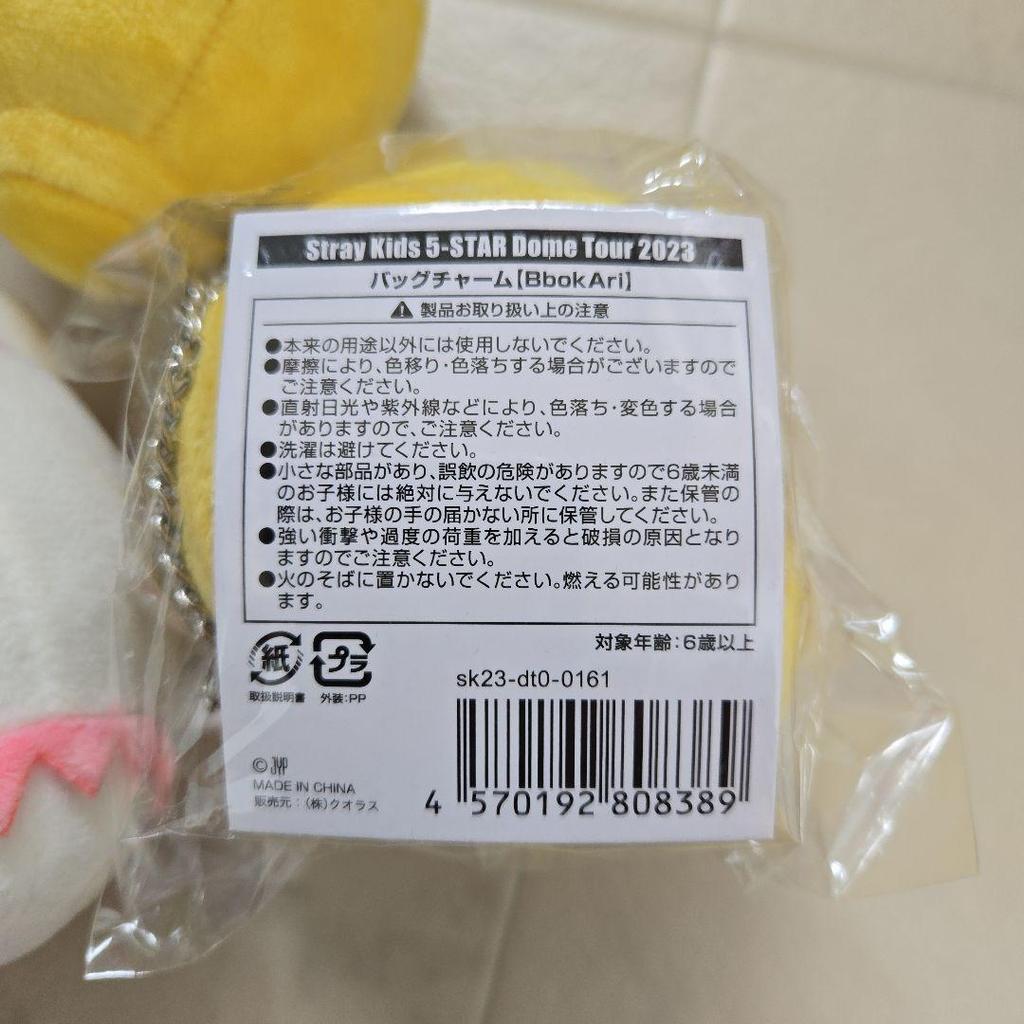 Stray Kids 5-STAR Dome Tour 2023
バッグチャーム【BbokAri】
⚠ 製品お取り扱い上の注意
●本来の用途以外には使用しないでください。
●摩擦により、色移り・色落ちする場合がございますので
ご注意ください。
●直射日光や紫外線などにより、色落ち・変色する場合
がありますので、ご注意ください。
●洗濯は避けてください。
●小さな部品があり、誤飲の危険がありますので6歳未満
のお子様には絶対に与えないでください。また保管の
際は、お子様の手の届かない所に保管してください。
●強い衝撃や過度の荷重を加えると破損の原因となり
ますのでご注意ください。
●火のそばに置かないでください。燃える可能性があり
ます。
対象年齢：6歳以上
紙 プラ
取扱説明書 外装：PP
sk23-dt0-0161
© JYP
MADE IN CHINA
販売元：（株）クオラス
4 570192 808389